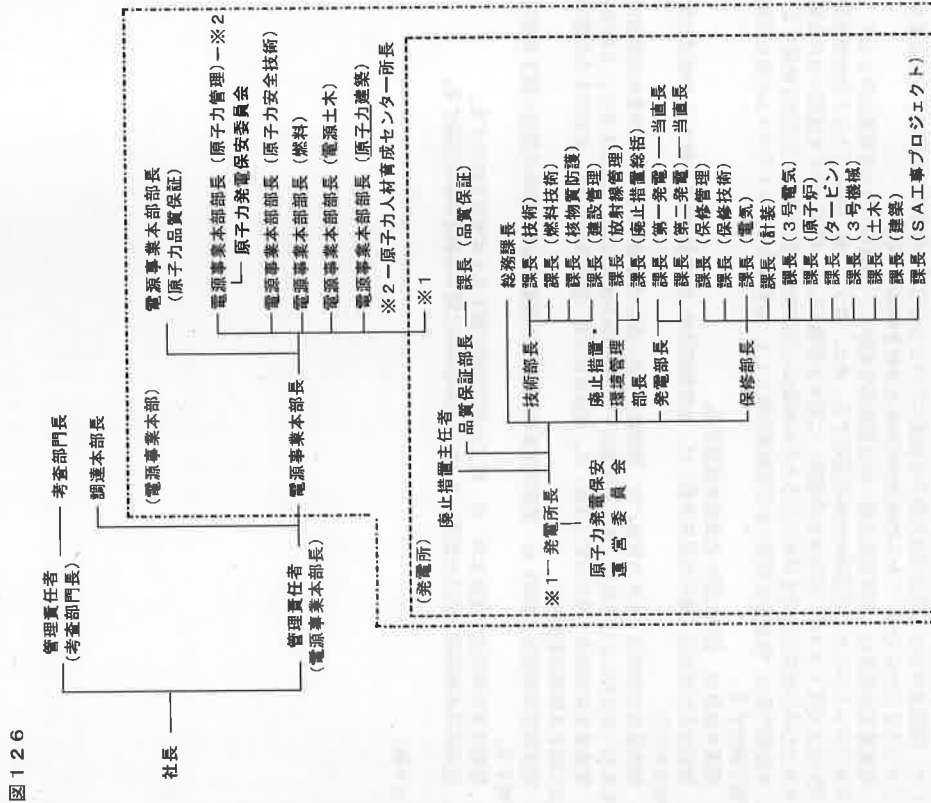 図126
社長
管理責任者
(考査部門長)
考査部門長
調達本部長
管理責任者
(電源事業本部長)
(電源事業本部)
電源事業本部長
電源事業本部部長
(原子力品質保証)
電源事業本部部長 (原子力管理)-※2
原子力発電保安委員会
電源事業本部部長 (原子力安全技術)
電源事業本部部長 (燃料)
電源事業本部部長 (電源土木)
電源事業本部部長 (原子力建築)
※2-原子力人材育成センター所長
※1
(発電所)
※1-発電所長
原子力発電保安
運営委員会
廃止措置主任者
品質保証部長
課長 (品質保証)
総務課長
技術部長
課長 (技術)
課長 (燃料技術)
課長 (核物質防護)
課長 (建設管理)
廃止措置・
環境管理
部長
課長 (放射線管理)
課長 (廃止措置総括)
発電部長
課長 (第一発電)―当直長
課長 (第二発電)―当直長
保修部長
課長 (保修管理)
課長 (保修技術)
課長 (電気)
課長 (計装)
課長 (3号電気)
課長 (原子炉)
課長 (タービン)
課長 (3号機械)
課長 (土木)
課長 (建築)
課長 (SA工事プロジェクト)